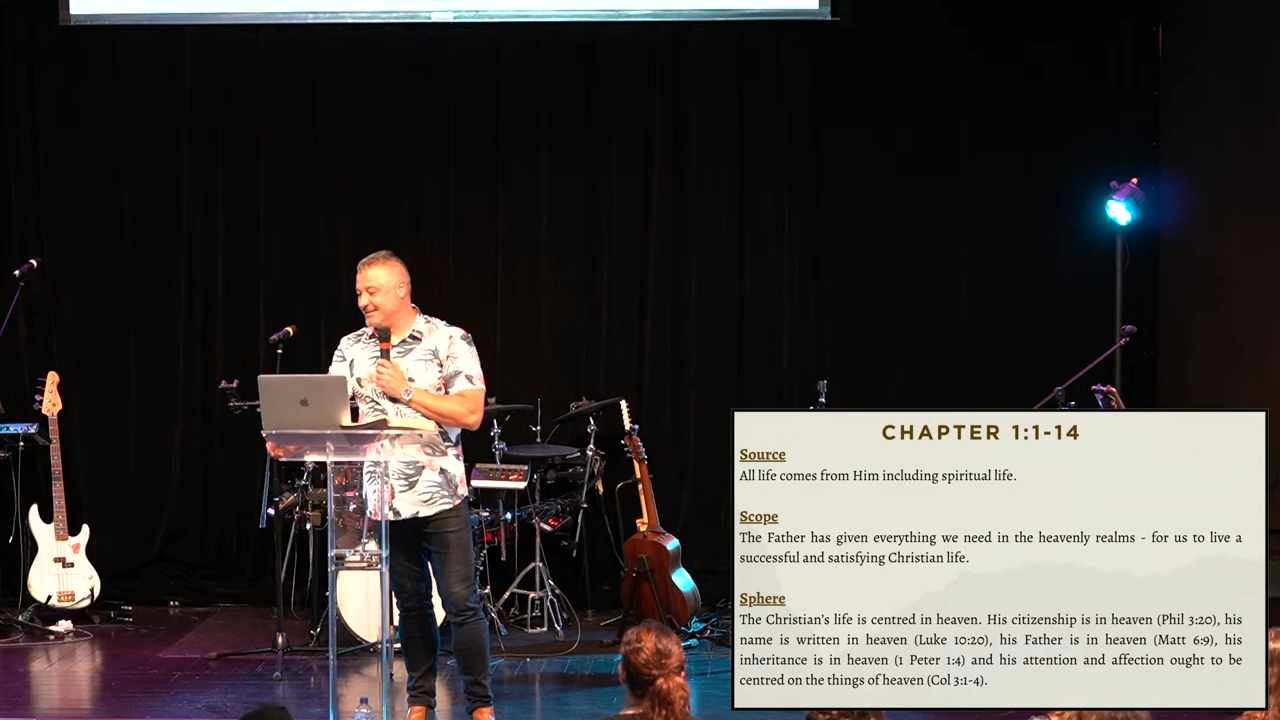 CHAPTER 1:1-14
Source
All life comes from Him including spiritual life.
Scope
The Father has given everything we need in the heavenly realms - for us to live a
successful and satisfying Christian life.
Sphere
The Christian's life is centred in heaven. His citizenship is in heaven (Phil 3:20), his
name is written in heaven (Luke 10:20), his Father is in heaven (Matt 6:9), his
inheritance is in heaven (1 Peter 1:4) and his attention and affection ought to be
centred on the things of heaven (Col 3:1-4).